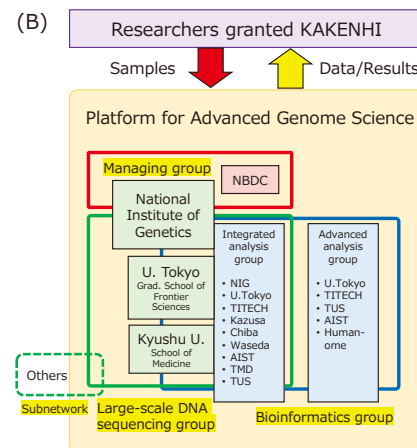 (B)
Researchers granted KAKENHI
Samples
Data/Results
Platform for Advanced Genome Science
Managing group
NBDC
National
Institute of
Genetics
U. Tokyo
Grad. School of
Frontier
Sciences
Kyushu U.
School of
Medicine
Integrated
analysis
group
• NIG
• U.Tokyo
• TITECH
• Kazusa
• Chiba
• Waseda
• AIST
• TMD
• TUS
Advanced
analysis
group
• U.Tokyo
• TITECH
• TUS
• AIST
• Human-
ome
Others
Subnetwork
Large-scale DNA
sequencing group
Bioinformatics group